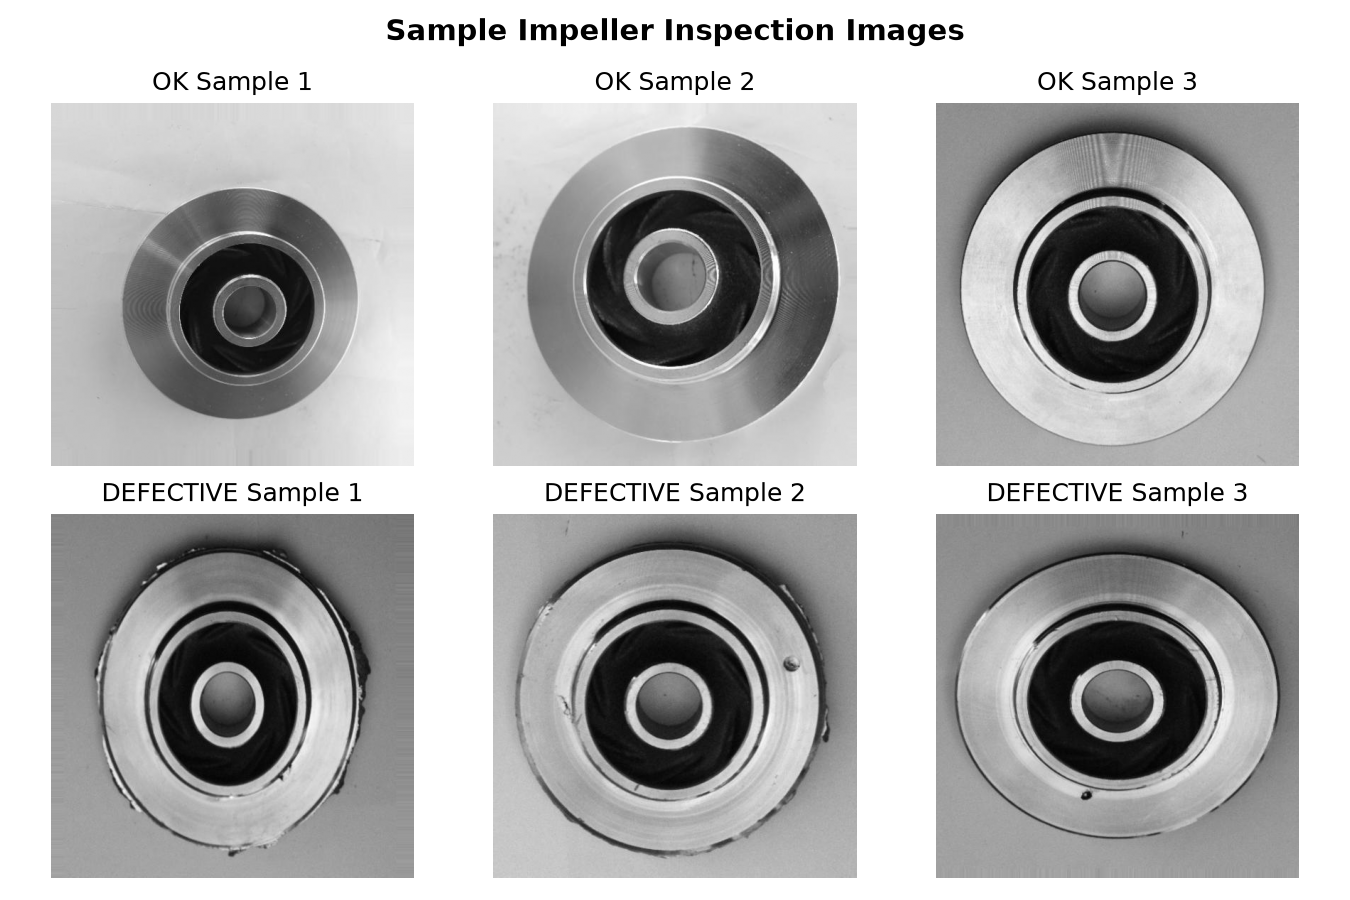 Sample Impeller Inspection Images
OK Sample 1
OK Sample 2
OK Sample 3
DEFECTIVE Sample 1
DEFECTIVE Sample 2
DEFECTIVE Sample 3